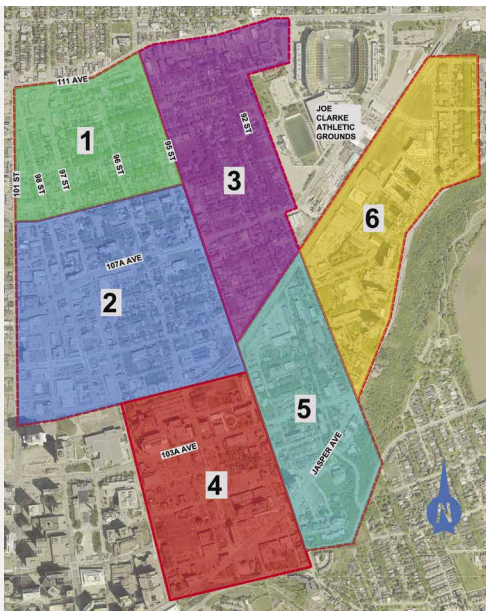 111 AVE
101 ST
98 ST
97 ST
96 ST
95 ST
92 ST
JOE
CLARKE
ATHLETIC
GROUNDS
1
2
3
4
5
6
107A AVE
103A AVE
JASPER AVE
N